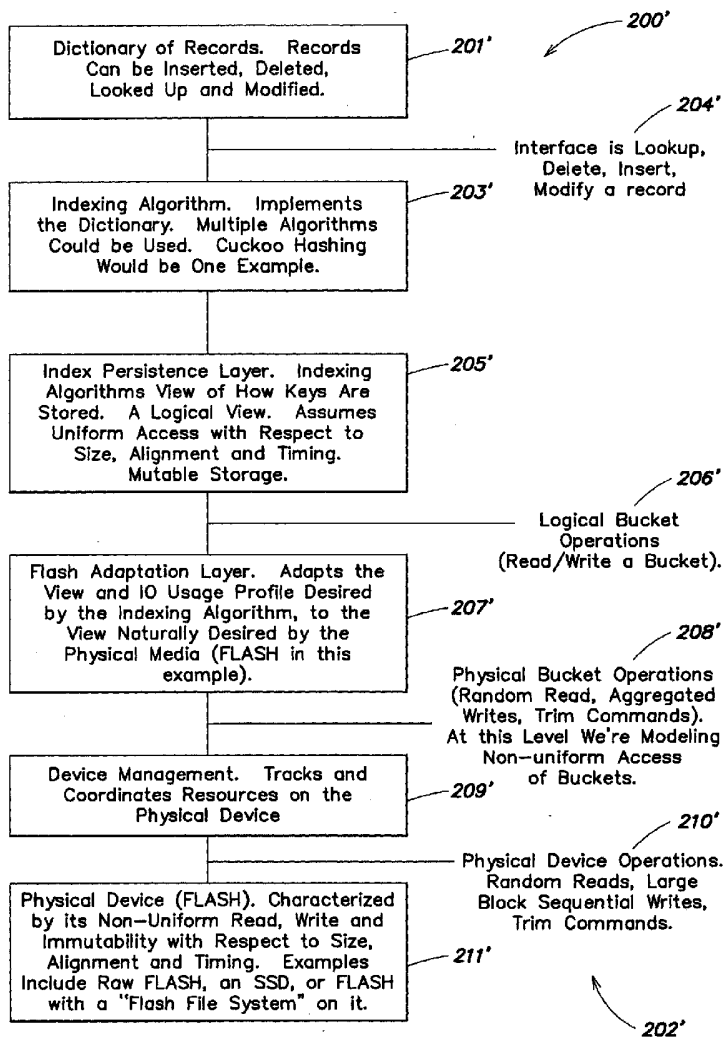 200'
Dictionary of Records. Records
Can be Inserted, Deleted,
Looked Up and Modified.
201'
204'
Interface is Lookup,
Delete, Insert,
Modify a record
Indexing Algorithm. Implements
the Dictionary. Multiple Algorithms
Could be Used. Cuckoo Hashing
Would be One Example.
203'
Index Persistence Layer. Indexing
Algorithms View of How Keys Are
Stored. A Logical View. Assumes
Uniform Access with Respect to
Size, Alignment and Timing.
Mutable Storage.
205'
206'
Logical Bucket
Operations
(Read/Write a Bucket).
Flash Adaptation Layer. Adapts the
View and IO Usage Profile Desired
by the Indexing Algorithm, to the
View Naturally Desired by the
Physical Media (FLASH in this
example).
207'
208'
Physical Bucket Operations
(Random Read, Aggregated
Writes, Trim Commands).
At this Level We're Modeling
Non-uniform Access
of Buckets.
Device Management. Tracks and
Coordinates Resources on the
Physical Device
209'
210'
Physical Device Operations.
Random Reads, Large
Block Sequential Writes,
Trim Commands.
Physical Device (FLASH). Characterized
by its Non-Uniform Read, Write and
Immutability with Respect to Size,
Alignment and Timing. Examples
Include Raw FLASH, an SSD, or FLASH
with a "Flash File System" on it.
211'
202'